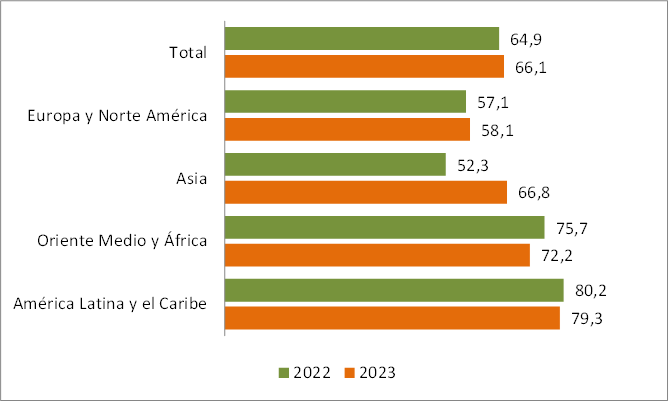 Total
64,9
66,1
Europa y Norte América
57,1
58,1
Asia
52,3
66,8
Oriente Medio y África
75,7
72,2
América Latina y el Caribe
80,2
79,3
2022 2023